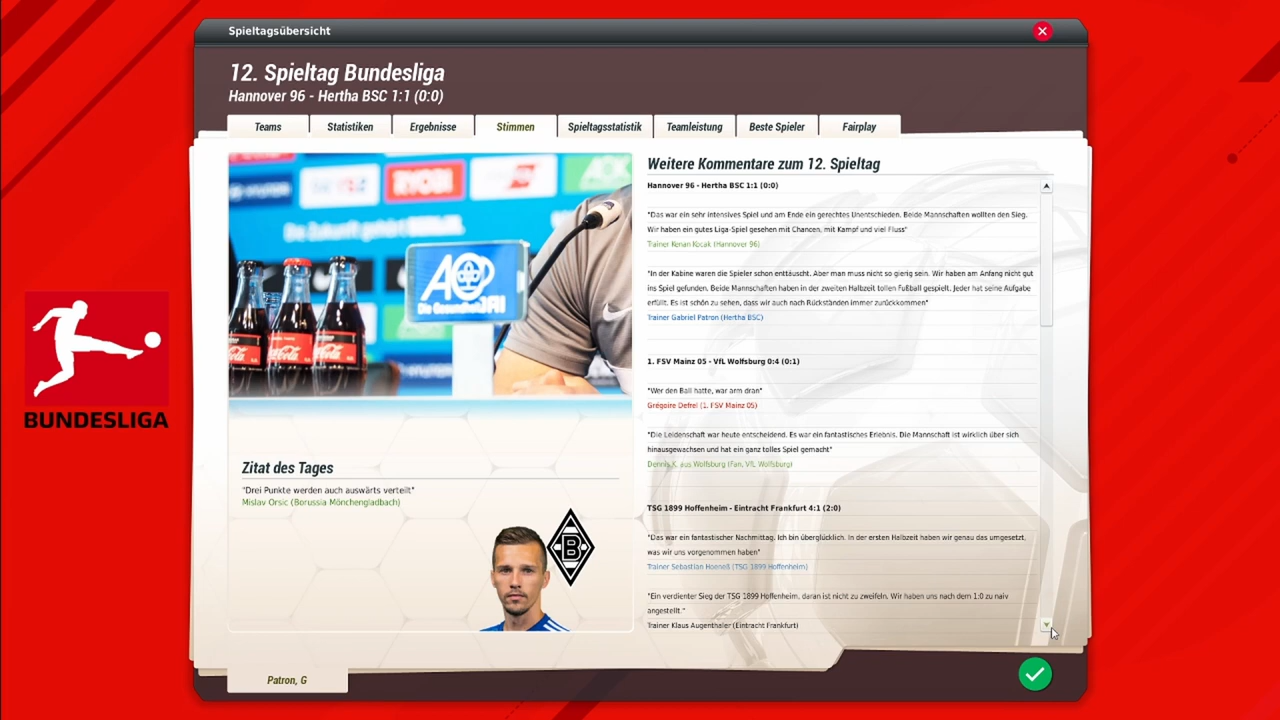 Spieltagsübersicht
12. Spieltag Bundesliga
Hannover 96 - Hertha BSC 1:1 (0:0)
Teams
Statistiken
Ergebnisse
Stimmen
Spieltagsstatistik
Teamleistung
Beste Spieler
Fairplay
RYOBI
AOK
Die Zukunft gehört
AOK
Die Gesundheit
Coca-Cola
Zitat des Tages
"Drei Punkte werden auch auswärts verteilt"
Mislav Orsic (Borussia Mönchengladbach)
B
Weitere Kommentare zum 12. Spieltag
Hannover 96 - Hertha BSC 1:1 (0:0)
"Das war ein sehr intensives Spiel und am Ende ein gerechtes Unentschieden. Beide Mannschaften wollten den Sieg.
Wir haben ein gutes Liga-Spiel gesehen mit Chancen, mit Kampf und viel Fluss"
Trainer Kenan Kocak (Hannover 96)
"In der Kabine waren die Spieler schon enttäuscht. Aber man muss nicht so gierig sein. Wir haben am Anfang nicht gut
ins Spiel gefunden. Beide Mannschaften haben in der zweiten Halbzeit tollen Fußball gespielt. Jeder hat seine Aufgabe
erfüllt. Es ist schön zu sehen, dass wir auch nach Rückständen immer zurückkommen"
Trainer Gabriel Patron (Hertha BSC)
1. FSV Mainz 05 - VfL Wolfsburg 0:4 (0:1)
"Wer den Ball hatte, war arm dran"
Grégoire Defrel (1. FSV Mainz 05)
"Die Leidenschaft war heute entscheidend. Es war ein fantastisches Erlebnis. Die Mannschaft ist wirklich über sich
hinausgewachsen und hat ein ganz tolles Spiel gemacht"
Dennis K. aus Wolfsburg (Fan, VfL Wolfsburg)
TSG 1899 Hoffenheim - Eintracht Frankfurt 4:1 (2:0)
"Das war ein fantastischer Nachmittag. Ich bin überglücklich. In der ersten Halbzeit haben wir genau das umgesetzt,
was wir uns vorgenommen haben"
Trainer Sebastian Hoeneß (TSG 1899 Hoffenheim)
"Ein verdienter Sieg der TSG 1899 Hoffenheim, daran ist nicht zu zweifeln. Wir haben uns nach dem 1:0 zu naiv
angestellt."
Trainer Klaus Augenthaler (Eintracht Frankfurt)
BUNDESLIGA
Patron, G